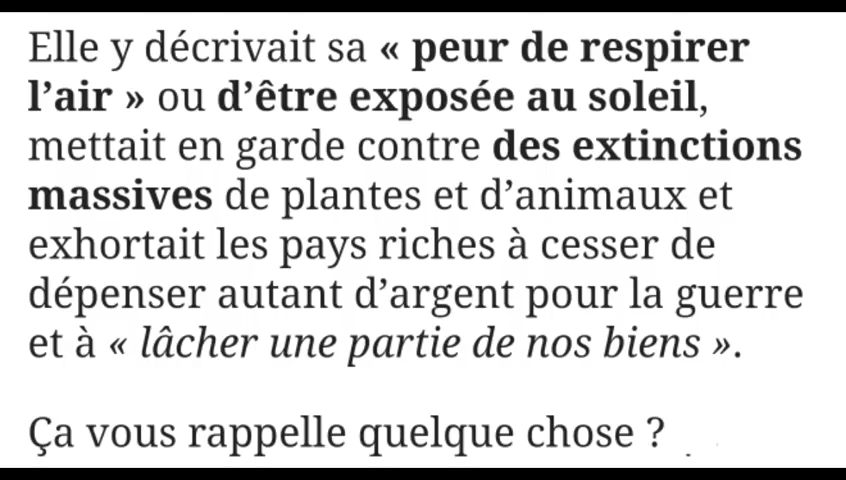 Elle y décrivait sa « peur de respirer
l’air » ou d’être exposée au soleil,
mettait en garde contre des extinctions
massives de plantes et d’animaux et
exhortait les pays riches à cesser de
dépenser autant d’argent pour la guerre
et à « lâcher une partie de nos biens ».
Ça vous rappelle quelque chose ?